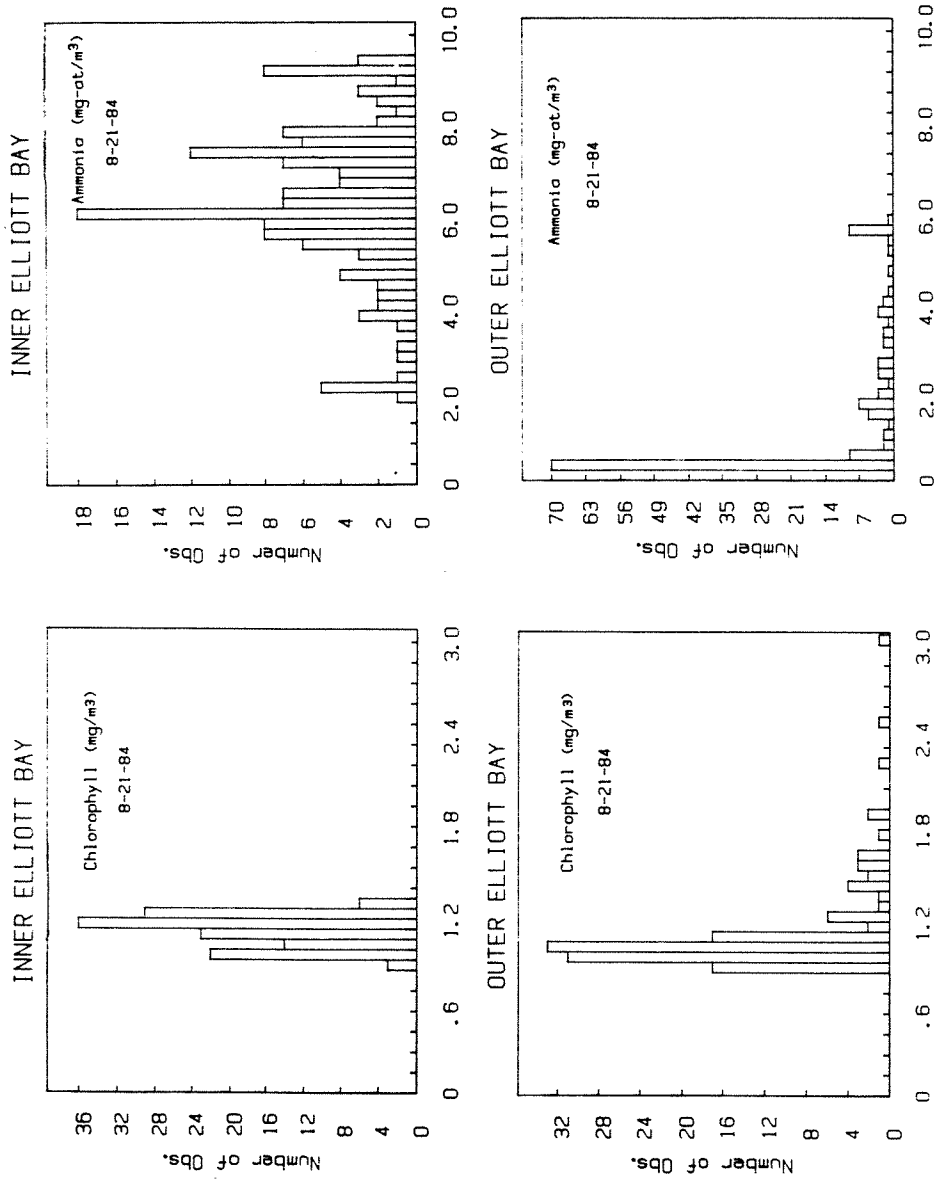 INNER ELLIOTT BAY
Chlorophyll (mg/m³)
8-21-84
Number of Obs.
36
32
28
24
20
16
12
8
4
0
0 .6 1.2 1.8 2.4 3.0
INNER ELLIOTT BAY
Ammonia (mg-at/m³)
8-21-84
Number of Obs.
18
16
14
12
10
8
6
4
2
0
0 2.0 4.0 6.0 8.0 10.0
OUTER ELLIOTT BAY
Chlorophyll (mg/m³)
8-21-84
Number of Obs.
32
28
24
20
16
12
8
4
0
0 .6 1.2 1.8 2.4 3.0
OUTER ELLIOTT BAY
Ammonia (mg-at/m³)
8-21-84
Number of Obs.
70
63
56
49
42
35
28
21
14
7
0
0 2.0 4.0 6.0 8.0 10.0